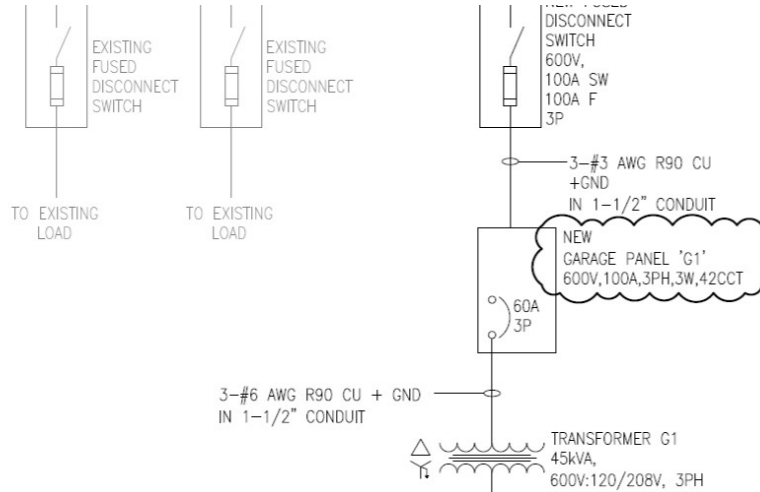 EXISTING
FUSED
DISCONNECT
SWITCH
TO EXISTING
LOAD
EXISTING
FUSED
DISCONNECT
SWITCH
TO EXISTING
LOAD
NEW FUSED
DISCONNECT
SWITCH
600V,
100A SW
100A F
3P
3-#3 AWG R90 CU
+GND
IN 1-1/2" CONDUIT
NEW
GARAGE PANEL 'G1'
600V,100A,3PH,3W,42CCT
60A
3P
3-#6 AWG R90 CU + GND
IN 1-1/2" CONDUIT
TRANSFORMER G1
45kVA,
600V:120/208V, 3PH